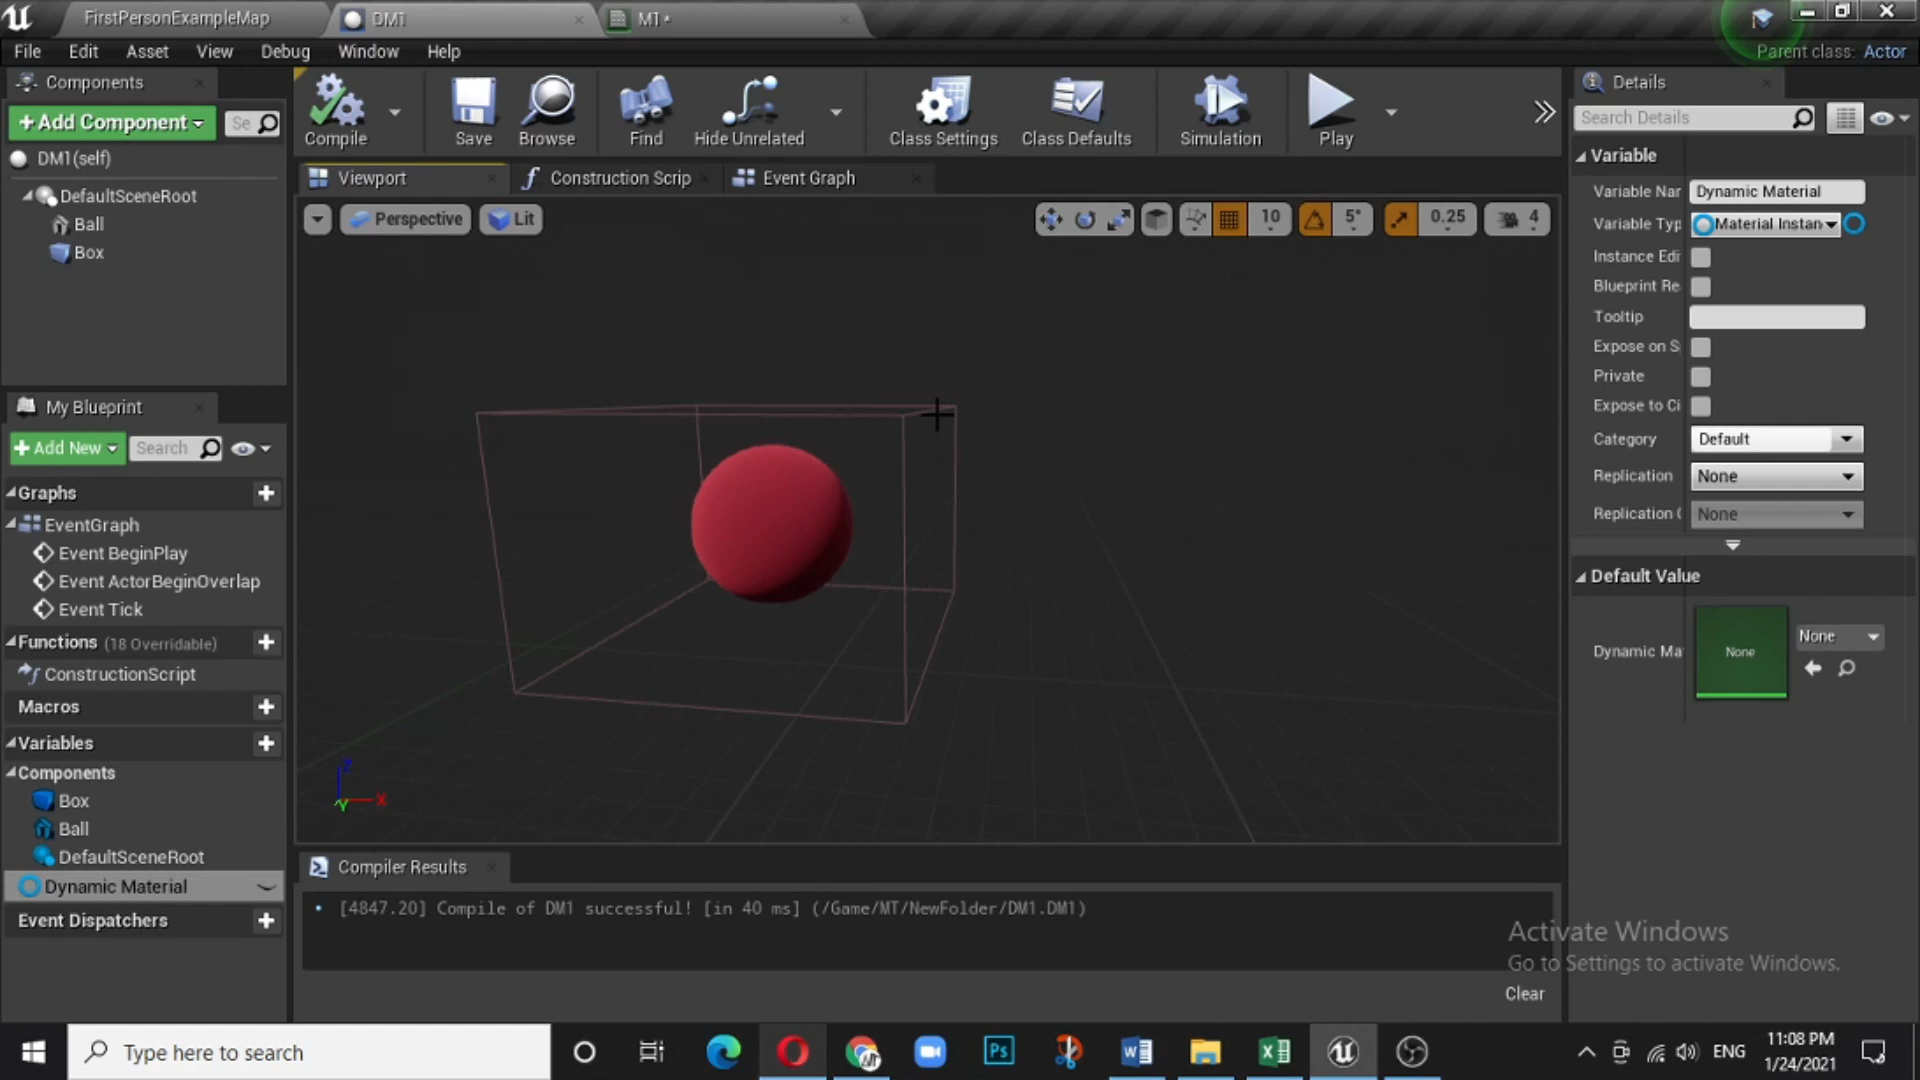 FirstPersonExampleMap
DM1
M1*
File Edit Asset View Debug Window Help
Parent class: Actor
Components
+Add Component
Se
DM1(self)
DefaultSceneRoot
Ball
Box
Compile
Save
Browse
Find
Hide Unrelated
Class Settings
Class Defaults
Simulation
Play
Viewport
Construction Scrip
Event Graph
Perspective
Lit
10
5°
0.25
4
My Blueprint
+Add New
Search
Graphs
EventGraph
Event BeginPlay
Event ActorBeginOverlap
Event Tick
Functions (18 Overridable)
ConstructionScript
Macros
Variables
Components
Box
Ball
DefaultSceneRoot
Dynamic Material
Event Dispatchers
Z
Y
X
Compiler Results
[4847.20] Compile of DM1 successful! [in 40 ms] (/Game/MT/NewFolder/DM1.DM1)
Clear
Details
Search Details
Variable
Variable Nar Dynamic Material
Variable Typ Material Instan
Instance Edi
Blueprint Re
Tooltip
Expose on S
Private
Expose to Ci
Category Default
Replication None
Replication C None
Default Value
Dynamic Ma None None
Activate Windows
Go to Settings to activate Windows.
Type here to search
Ps
ENG
11:08 PM
1/24/2021